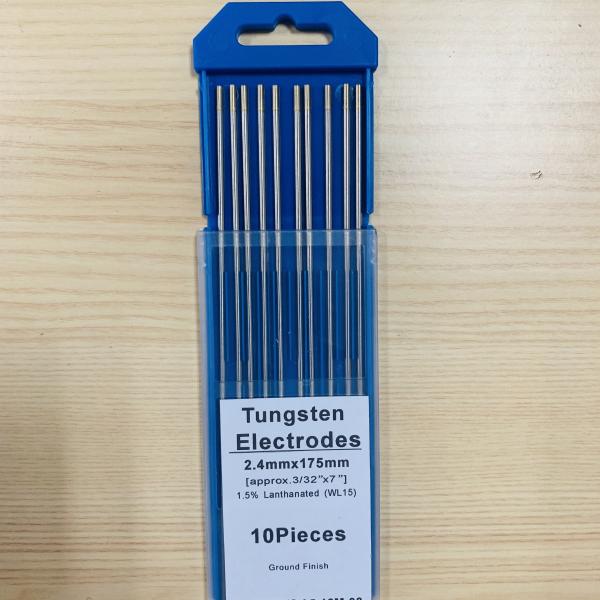 Tungsten
Electrodes
2.4mmx175mm
[approx.3/32"x7"]
1.5% Lanthanated (WL15)
10Pieces
Ground Finish